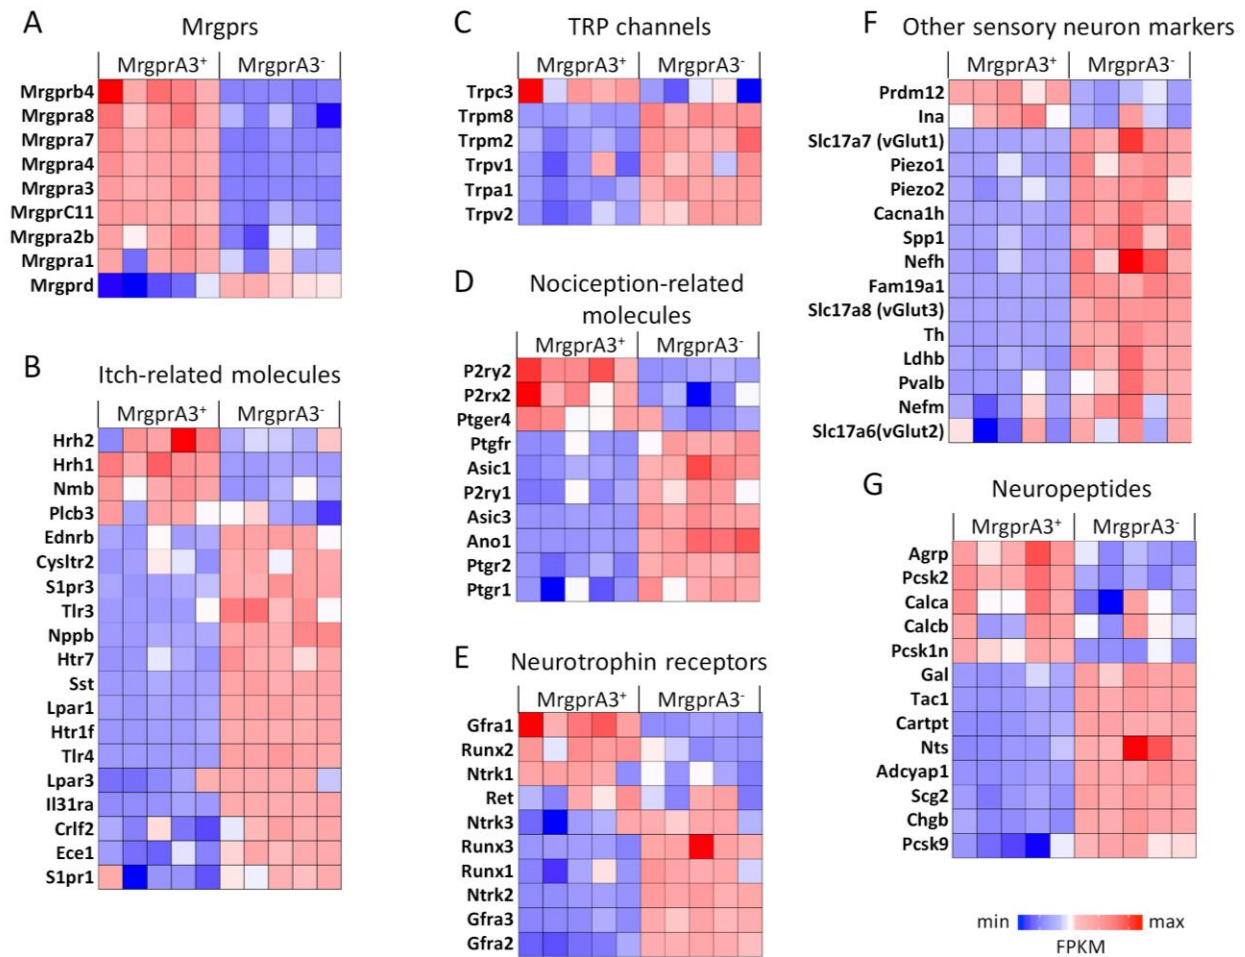 A
Mrgprs
MrgprA3+ MrgprA3-
Mrgprb4
Mrgpra8
Mrgpra7
Mrgpra4
Mrgpra3
MrgprC11
Mrgpra2b
Mrgpra1
Mrgprd
B
Itch-related molecules
MrgprA3+ MrgprA3-
Hrh2
Hrh1
Nmb
Plcb3
Ednrb
Cysltr2
S1pr3
Tlr3
Nppb
Htr7
Sst
Lpar1
Htr1f
Tlr4
Lpar3
Il31ra
Crlf2
Ece1
S1pr1
C
TRP channels
MrgprA3+ MrgprA3-
Trpc3
Trpm8
Trpm2
Trpv1
Trpa1
Trpv2
D
Nociception-related
molecules
MrgprA3+ MrgprA3-
P2ry2
P2rx2
Ptger4
Ptgfr
Asic1
P2ry1
Asic3
Ano1
Ptgr2
Ptgr1
E
Neurotrophin receptors
MrgprA3+ MrgprA3-
Gfra1
Runx2
Ntrk1
Ret
Ntrk3
Runx3
Runx1
Ntrk2
Gfra3
Gfra2
F
Other sensory neuron markers
MrgprA3+ MrgprA3-
Prdm12
Ina
Slc17a7 (vGlut1)
Piezo1
Piezo2
Cacna1h
Spp1
Nefh
Fam19a1
Slc17a8 (vGlut3)
Th
Ldhb
Pvalb
Nefm
Slc17a6(vGlut2)
G
Neuropeptides
MrgprA3+ MrgprA3-
Agrp
Pcsk2
Calca
Calcb
Pcsk1n
Gal
Tac1
Cartpt
Nts
Adcyap1
Scg2
Chgb
Pcsk9
min max
FPKM